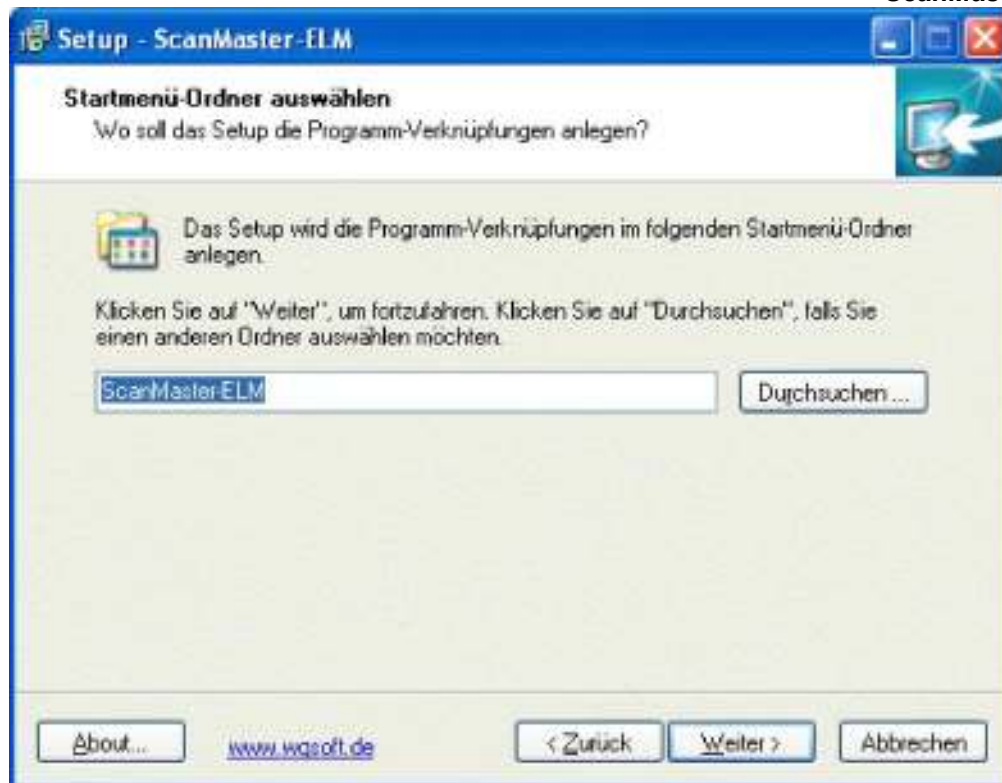 Setup - ScanMaster-ELM
Startmenü-Ordner auswählen
Wo soll das Setup die Programm-Verknüpfungen anlegen?
Das Setup wird die Programm-Verknüpfungen im folgenden Startmenü-Ordner
anlegen.
Klicken Sie auf "Weiter", um fortzufahren. Klicken Sie auf "Durchsuchen", falls Sie
einen anderen Ordner auswählen möchten.
ScanMaster-ELM
Durchsuchen ...
About...
www.wgsoft.de
< Zurück
Weiter >
Abbrechen